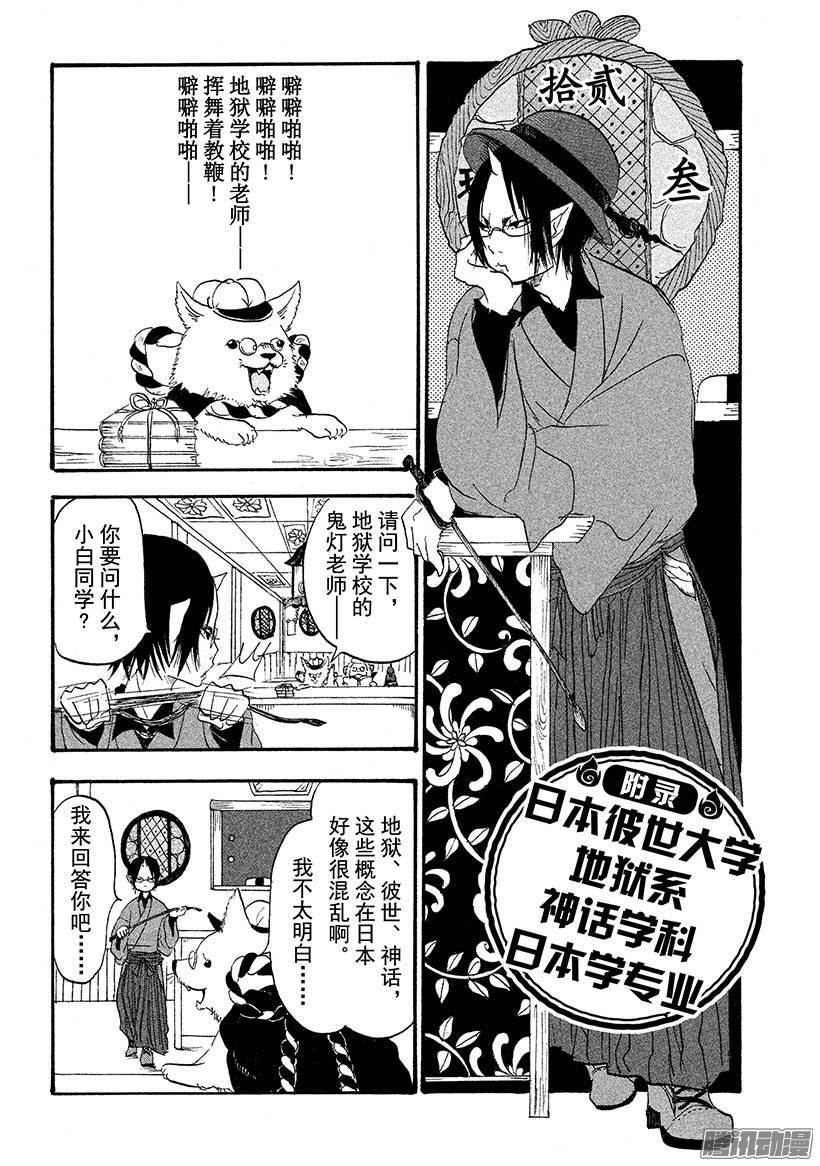 拾贰
叁
附录
日本彼世大学
地狱系
神话学科
日本学专业
噼噼啪啪！
噼噼啪啪！
地狱学校的老师——
挥舞着教鞭！
噼噼啪啪——
请问一下，
地狱学校的
鬼灯老师——
你要问什么，
小白同学？
地狱、彼世、神话，
这些概念在日本
好像很混乱啊。
我不太明白……
我来回答你吧……
腾讯动漫